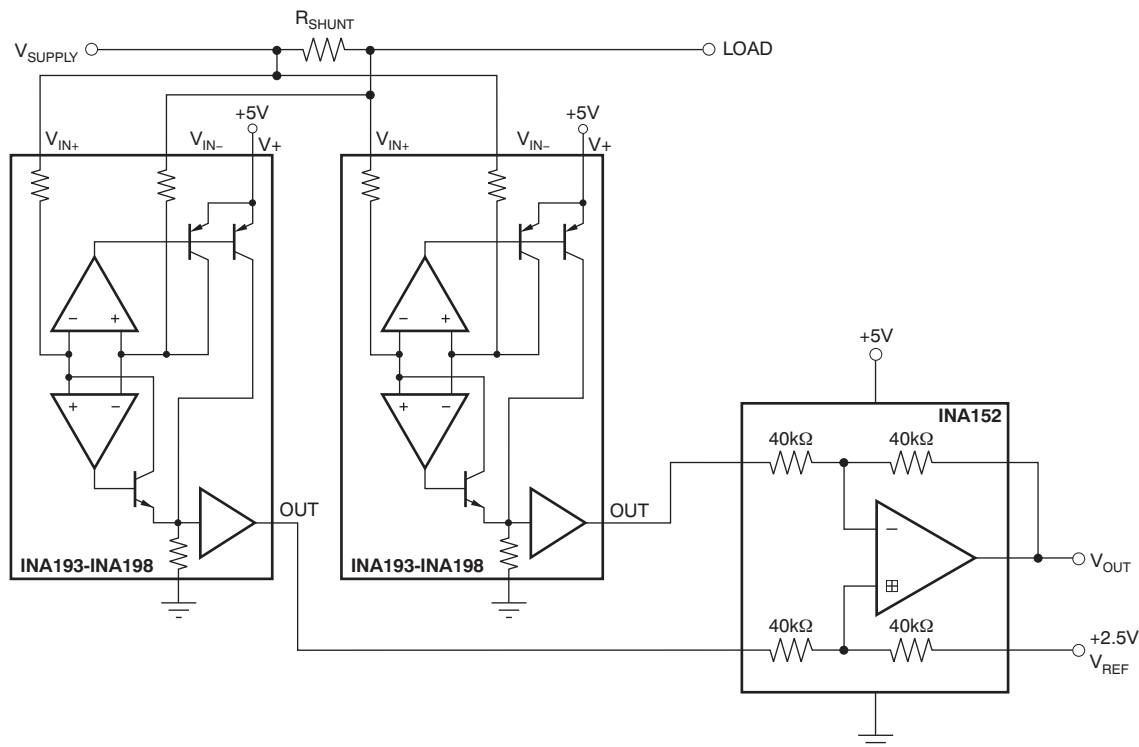 R_SHUNT
V_SUPPLY
LOAD
+5V
+5V
V_IN+
V_IN−
V+
V_IN+
V_IN−
V+
− +
− +
+5V
+ −
+ −
INA152
40kΩ
40kΩ
OUT
OUT
−
INA193-INA198
INA193-INA198
V_OUT
+
40kΩ
40kΩ
+2.5V
V_REF